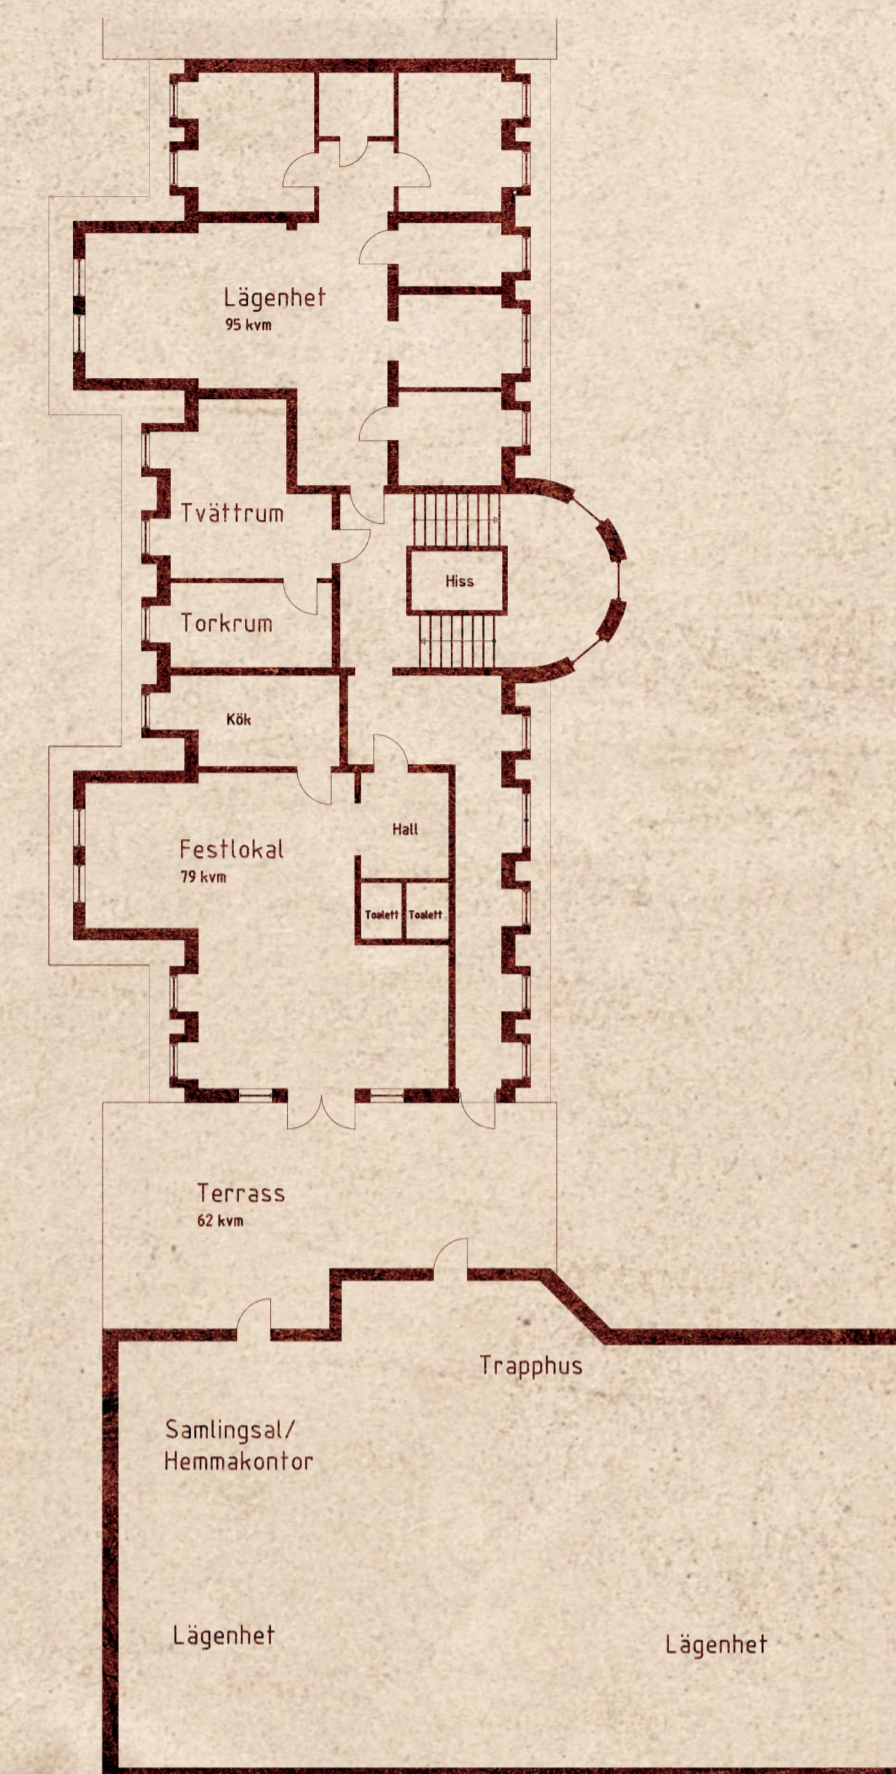 Lägenhet
95 kvm
Tvättrum
Hiss
Torkrum
Kök
Hall
Festlokal
79 kvm
Toalett Toalett
Terrass
62 kvm
Trapphus
Samlingsal/
Hemmakontor
Lägenhet
Lägenhet